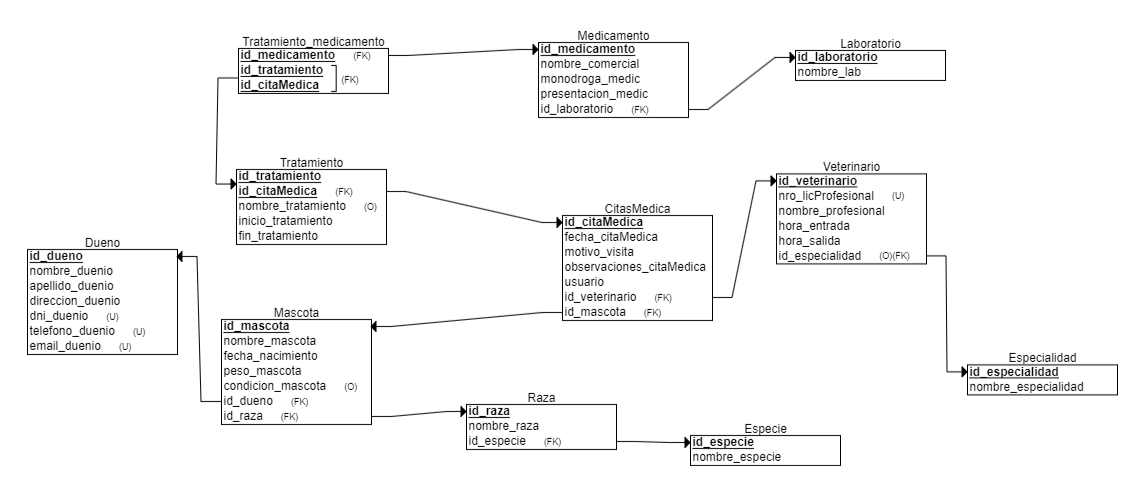 Tratamiento_medicamento
id_medicamento (FK)
id_tratamiento
id_citaMedica (FK)
Medicamento
id_medicamento
nombre_comercial
monodroga_medic
presentacion_medic
id_laboratorio (FK)
Laboratorio
id_laboratorio
nombre_lab
Tratamiento
id_tratamiento
id_citaMedica (FK)
nombre_tratamiento (O)
inicio_tratamiento
fin_tratamiento
CitasMedica
id_citaMedica
fecha_citaMedica
motivo_visita
observaciones_citaMedica
usuario
id_veterinario (FK)
id_mascota (FK)
Veterinario
id_veterinario
nro_licProfesional (U)
nombre_profesional
hora_entrada
hora_salida
id_especialidad (O)(FK)
Dueno
id_dueno
nombre_duenio
apellido_duenio
direccion_duenio
dni_duenio (U)
telefono_duenio (U)
email_duenio (U)
Mascota
id_mascota
nombre_mascota
fecha_nacimiento
peso_mascota
condicion_mascota (O)
id_dueno (FK)
id_raza (FK)
Raza
id_raza
nombre_raza
id_especie (FK)
Especie
id_especie
nombre_especie
Especialidad
id_especialidad
nombre_especialidad